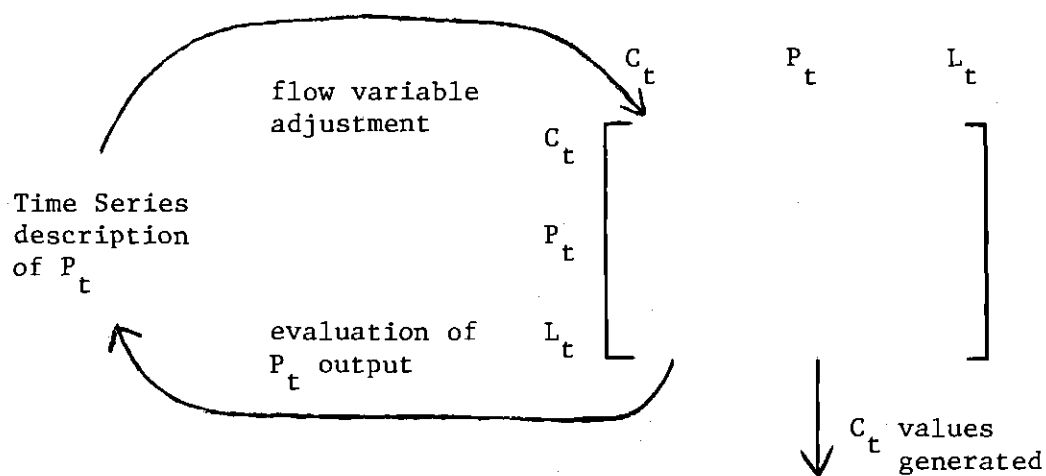 C_t P_t L_t
flow variable
adjustment
C_t
Time Series
description
of P_t
P_t
evaluation of
P_t output
L_t
C_t values
generated